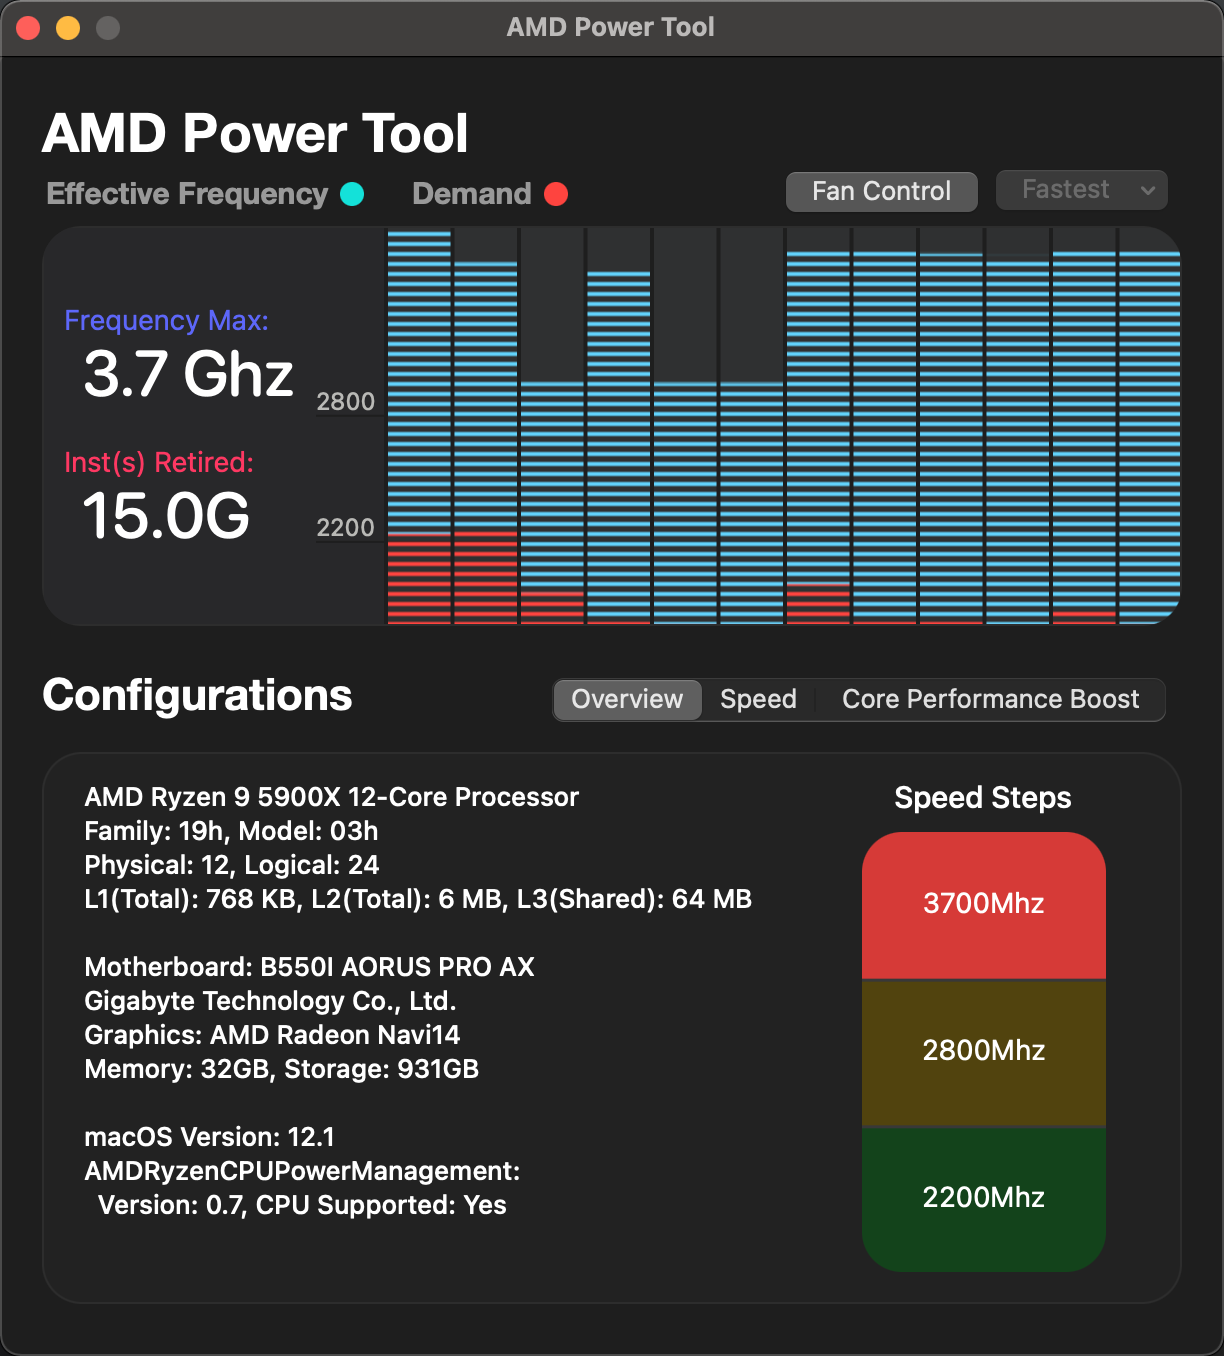 AMD Power Tool
AMD Power Tool
Effective Frequency
Demand
Fan Control
Fastest
Frequency Max:
3.7 Ghz
2800
Inst(s) Retired:
15.0G
2200
Configurations
Overview
Speed
Core Performance Boost
AMD Ryzen 9 5900X 12-Core Processor
Family: 19h, Model: 03h
Physical: 12, Logical: 24
L1(Total): 768 KB, L2(Total): 6 MB, L3(Shared): 64 MB
Motherboard: B550I AORUS PRO AX
Gigabyte Technology Co., Ltd.
Graphics: AMD Radeon Navi14
Memory: 32GB, Storage: 931GB
macOS Version: 12.1
AMDRyzenCPUPowerManagement:
Version: 0.7, CPU Supported: Yes
Speed Steps
3700Mhz
2800Mhz
2200Mhz